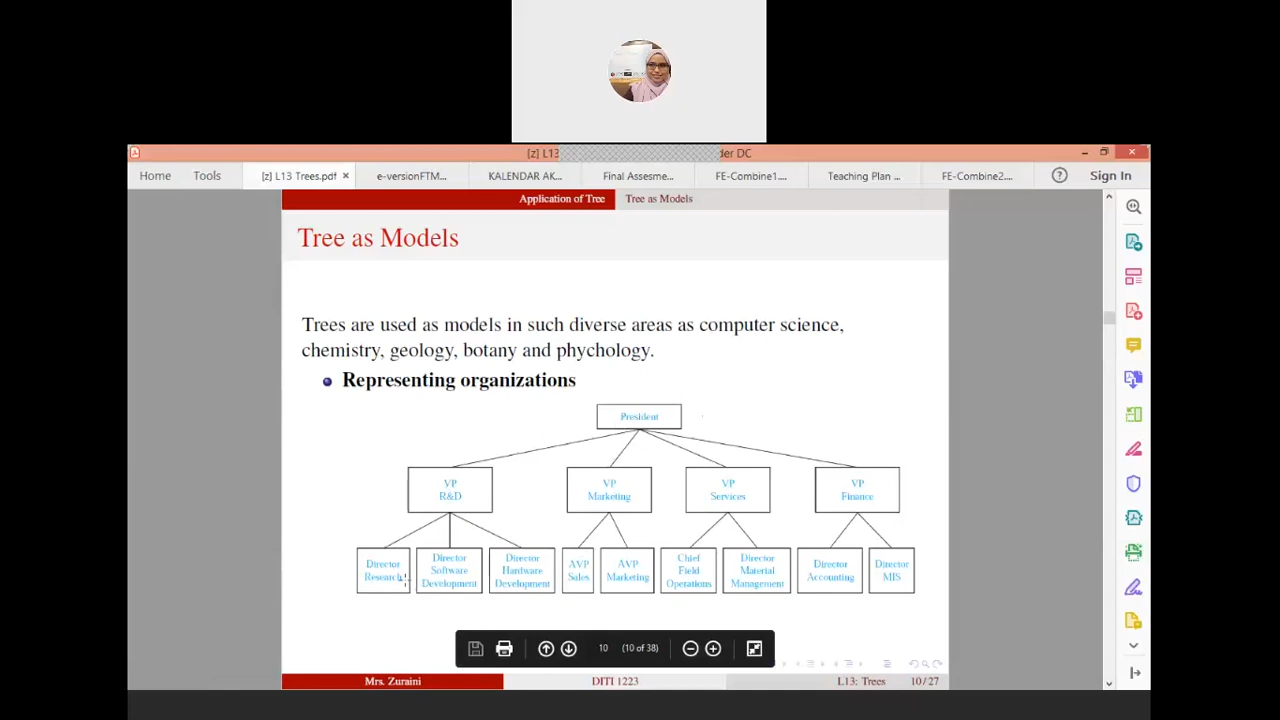 [z] L13 der DC
Home Tools [z] L13 Trees.pdf × e-versionFTM... KALENDAR AK... Final Assesme... FE-Combine1.... Teaching Plan ... FE-Combine2.... Sign In
Application of Tree Tree as Models
Tree as Models
Trees are used as models in such diverse areas as computer science,
chemistry, geology, botany and phychology.
Representing organizations
President
VP
R&D
VP
Marketing
VP
Services
VP
Finance
Director
Research
Director
Software
Development
Director
Hardware
Development
AVP
Sales
AVP
Marketing
Chief
Field
Operations
Director
Material
Management
Director
Accounting
Director
MIS
10 (10 of 38)
Mrs. Zuraini DITI 1223 L13: Trees 10/27